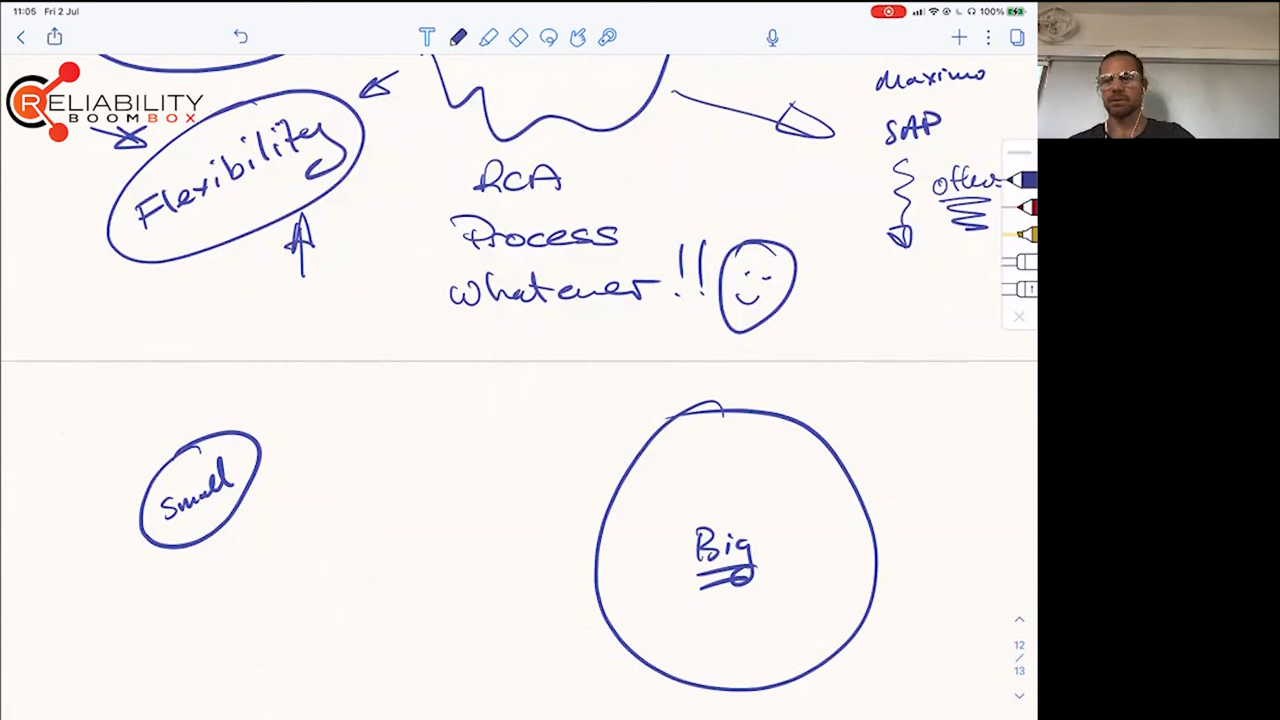 11:05 Fri 2 Jul
100%
RELIABILITY
BOOMBOX
Flexibility
RCA
Process
Whatever!!
Maximo
SAP
Small
Big
12
/
13